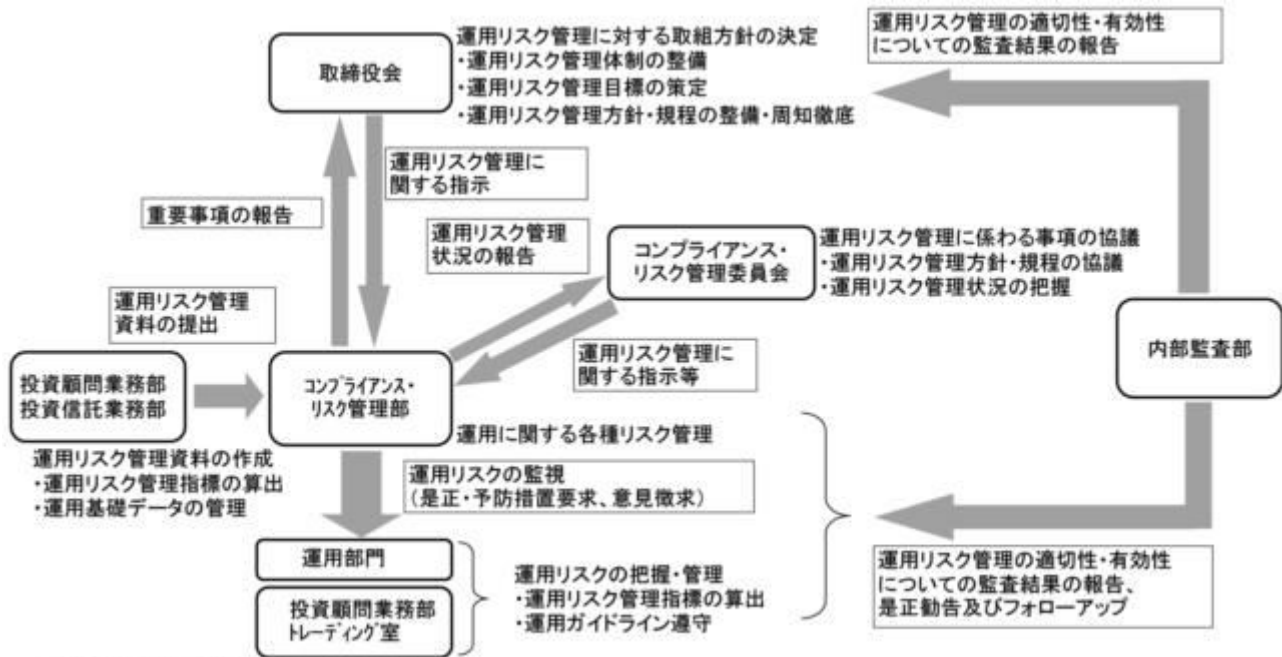 運用リスク管理に対する取組方針の決定
・運用リスク管理体制の整備
・運用リスク管理目標の策定
・運用リスク管理方針・規程の整備・周知徹底
取締役会
運用リスク管理の適切性・有効性
についての監査結果の報告
運用リスク管理に
関する指示
重要事項の報告
運用リスク管理
状況の報告
コンプライアンス・
リスク管理委員会
運用リスク管理に係わる事項の協議
・運用リスク管理方針・規程の協議
・運用リスク管理状況の把握
運用リスク管理
資料の提出
運用リスク管理に
関する指示等
内部監査部
投資顧問業務部
投資信託業務部
コンプライアンス・
リスク管理部
運用に関する各種リスク管理
運用リスク管理資料の作成
・運用リスク管理指標の算出
・運用基礎データの管理
運用リスクの監視
（是正・予防措置要求、意見徴求）
運用部門
投資顧問業務部
トレーディング室
運用リスクの把握・管理
・運用リスク管理指標の算出
・運用ガイドライン遵守
運用リスク管理の適切性・有効性
についての監査結果の報告、
是正勧告及びフォローアップ